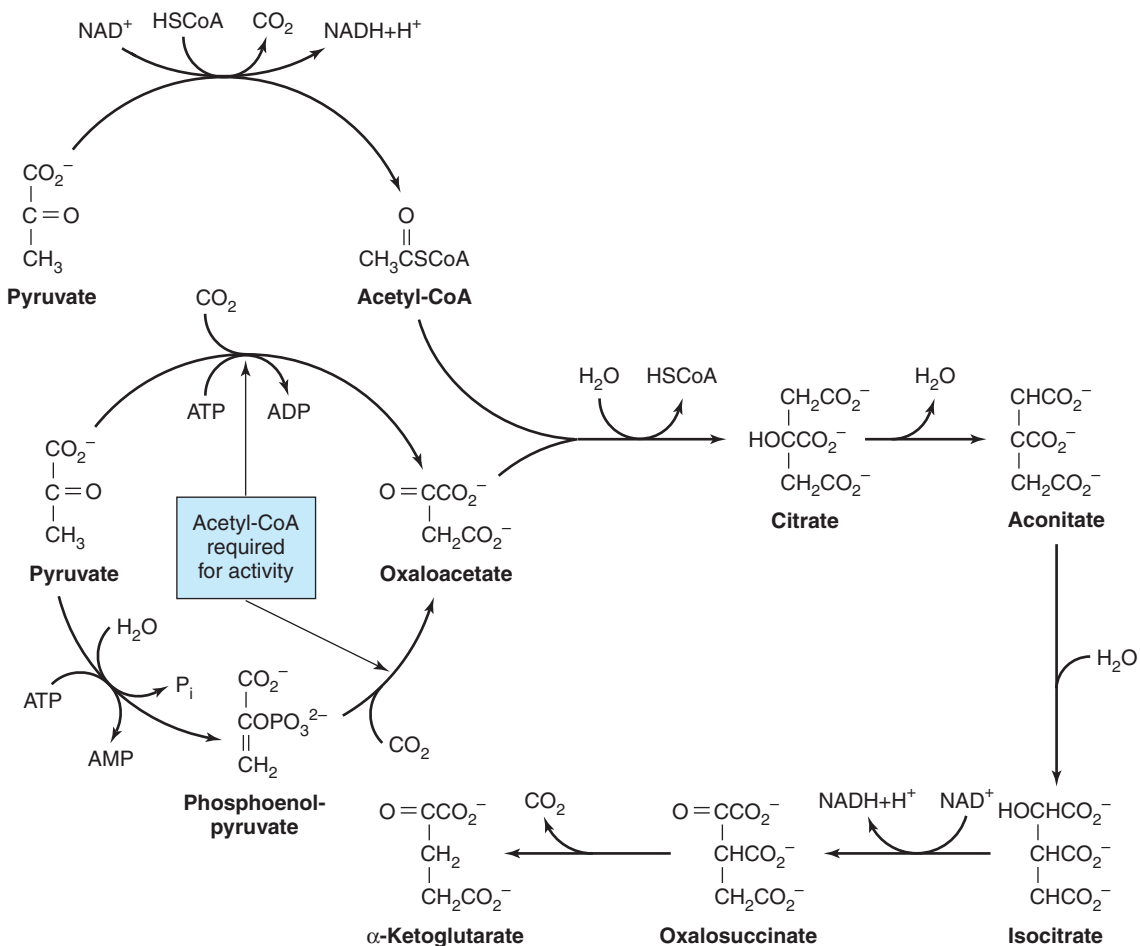 NAD+ HSCoA CO2 NADH+H+
CO2−
C=O
CH3
Pyruvate
O
CH3CSCoA
Acetyl-CoA
CO2
ATP ADP
CO2−
C=O
CH3
Pyruvate
Acetyl-CoA
required
for activity
O=CCO2−
CH2CO2−
Oxaloacetate
H2O HSCoA
CH2CO2−
HOCCO2−
CH2CO2−
Citrate
H2O
CHCO2−
CCO2−
CH2CO2−
Aconitate
H2O
ATP
H2O
Pi
AMP
CO2−
COPO32−
CH2
Phosphoenol-
pyruvate
CO2
HOCHCO2−
CHCO2−
CHCO2−
Isocitrate
NADH+H+ NAD+
O=CCO2−
CHCO2−
CH2CO2−
Oxalosuccinate
CO2
O=CCO2−
CH2
CH2CO2−
α-Ketoglutarate